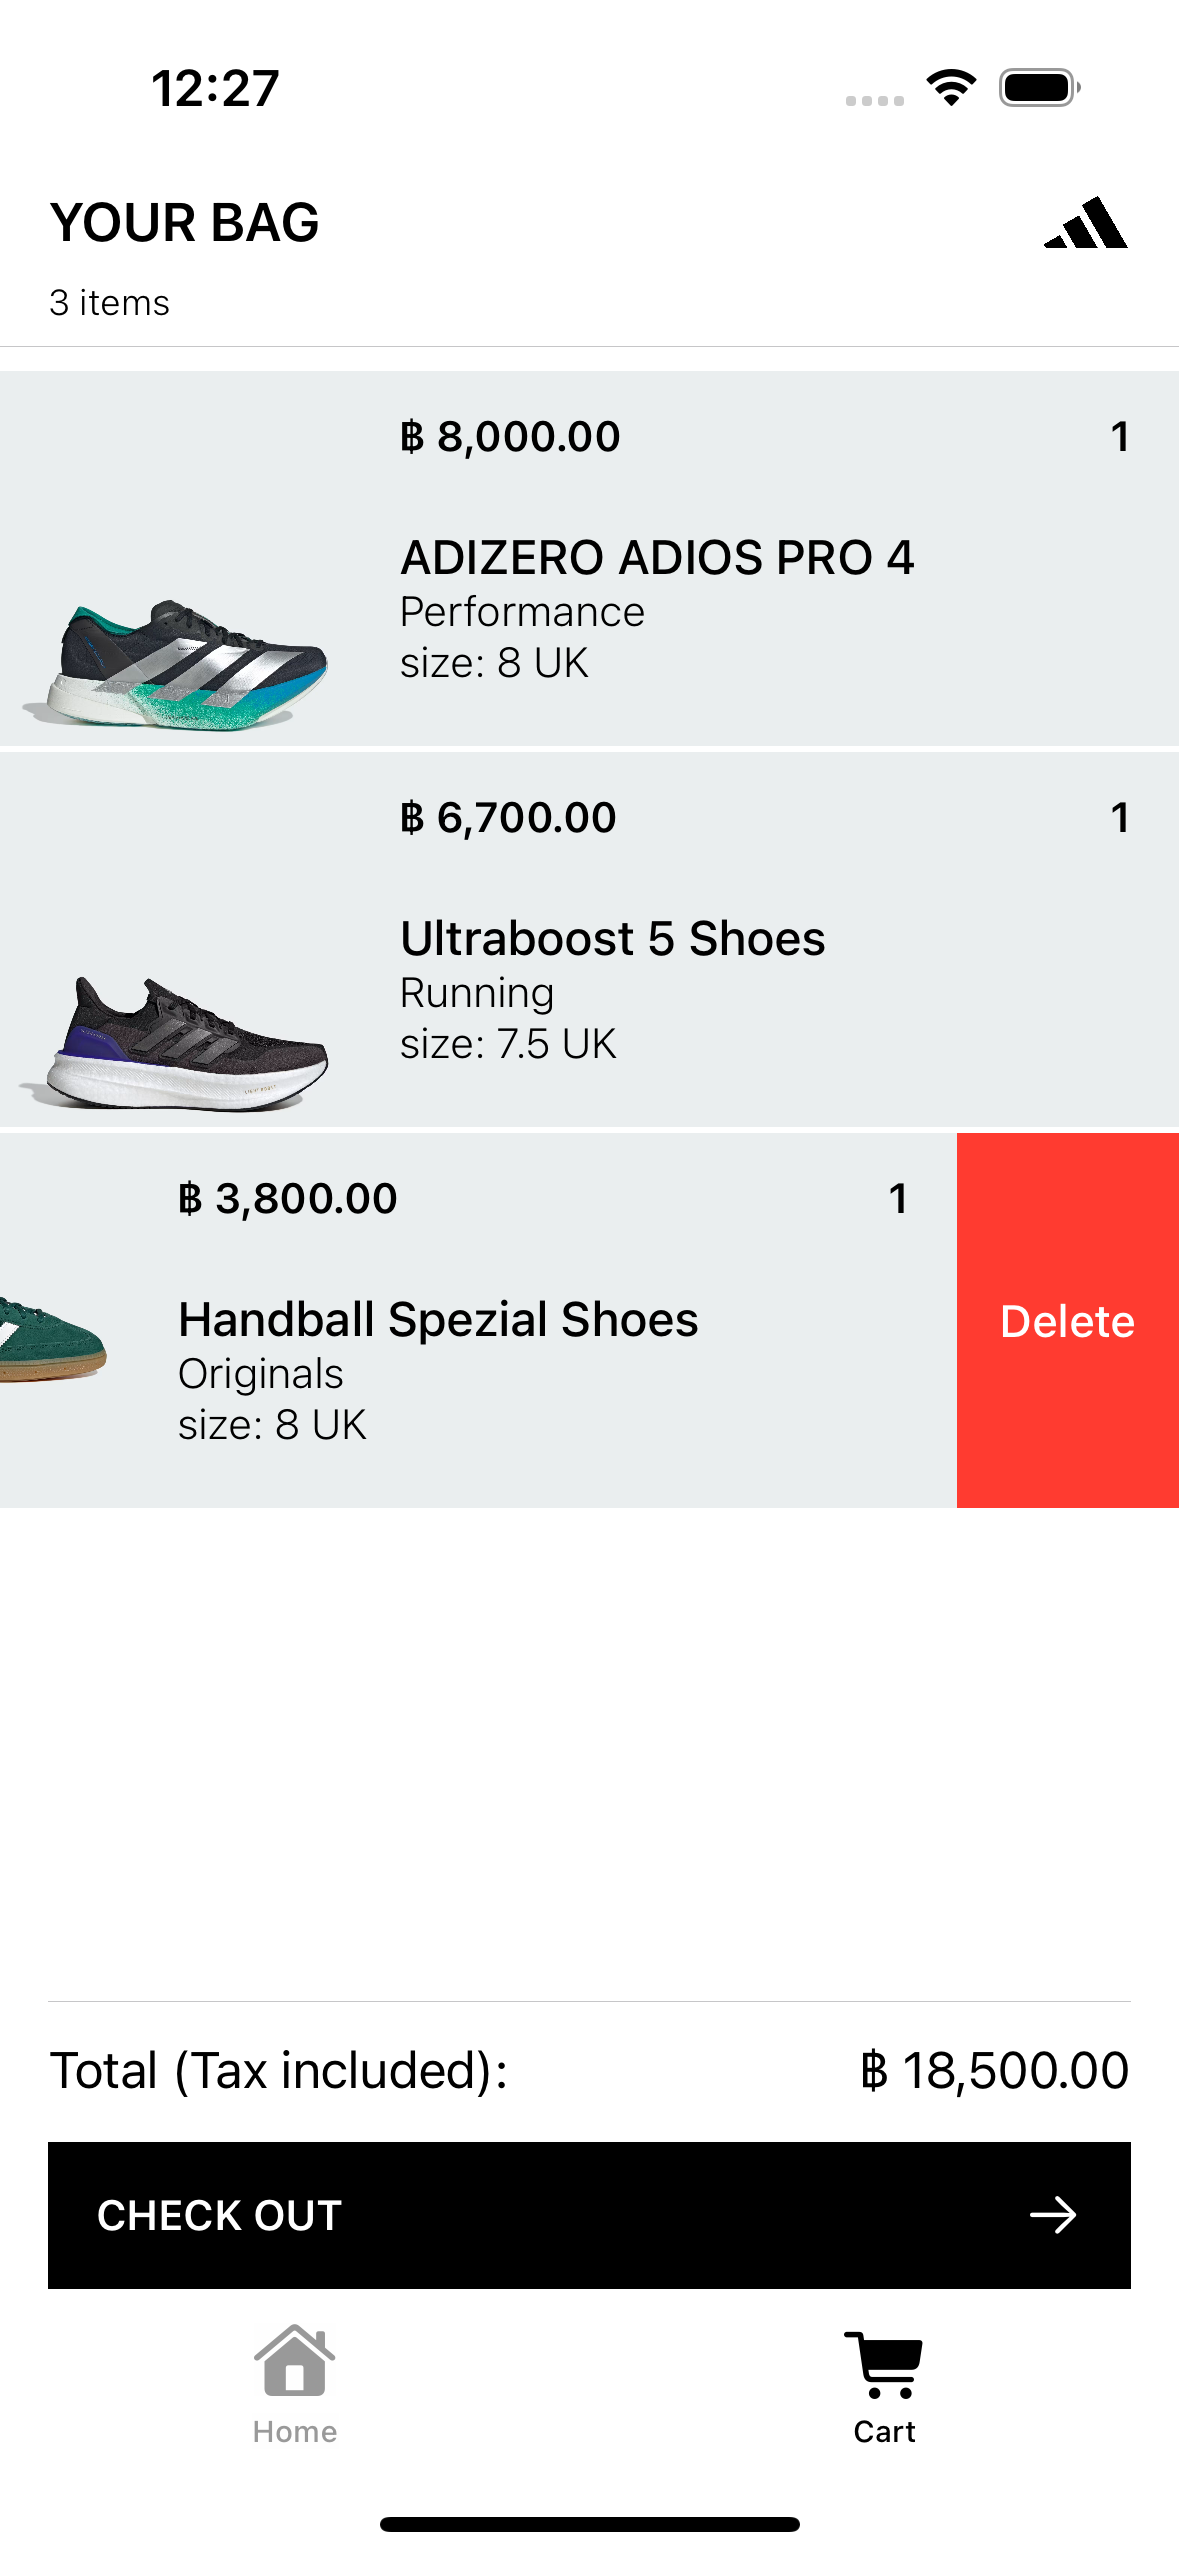 12:27
YOUR BAG
3 items
฿ 8,000.00 1
ADIZERO ADIOS PRO 4
Performance
size: 8 UK
฿ 6,700.00 1
Ultraboost 5 Shoes
Running
size: 7.5 UK
฿ 3,800.00 1
Handball Spezial Shoes
Originals
size: 8 UK
Delete
Total (Tax included): ฿ 18,500.00
CHECK OUT
Home
Cart